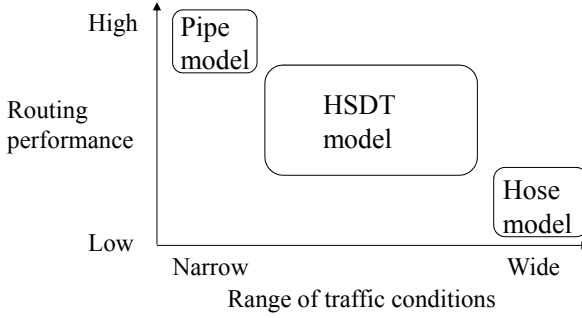 High
Pipe
model
Routing
performance
HSDT
model
Hose
model
Low
Narrow
Wide
Range of traffic conditions